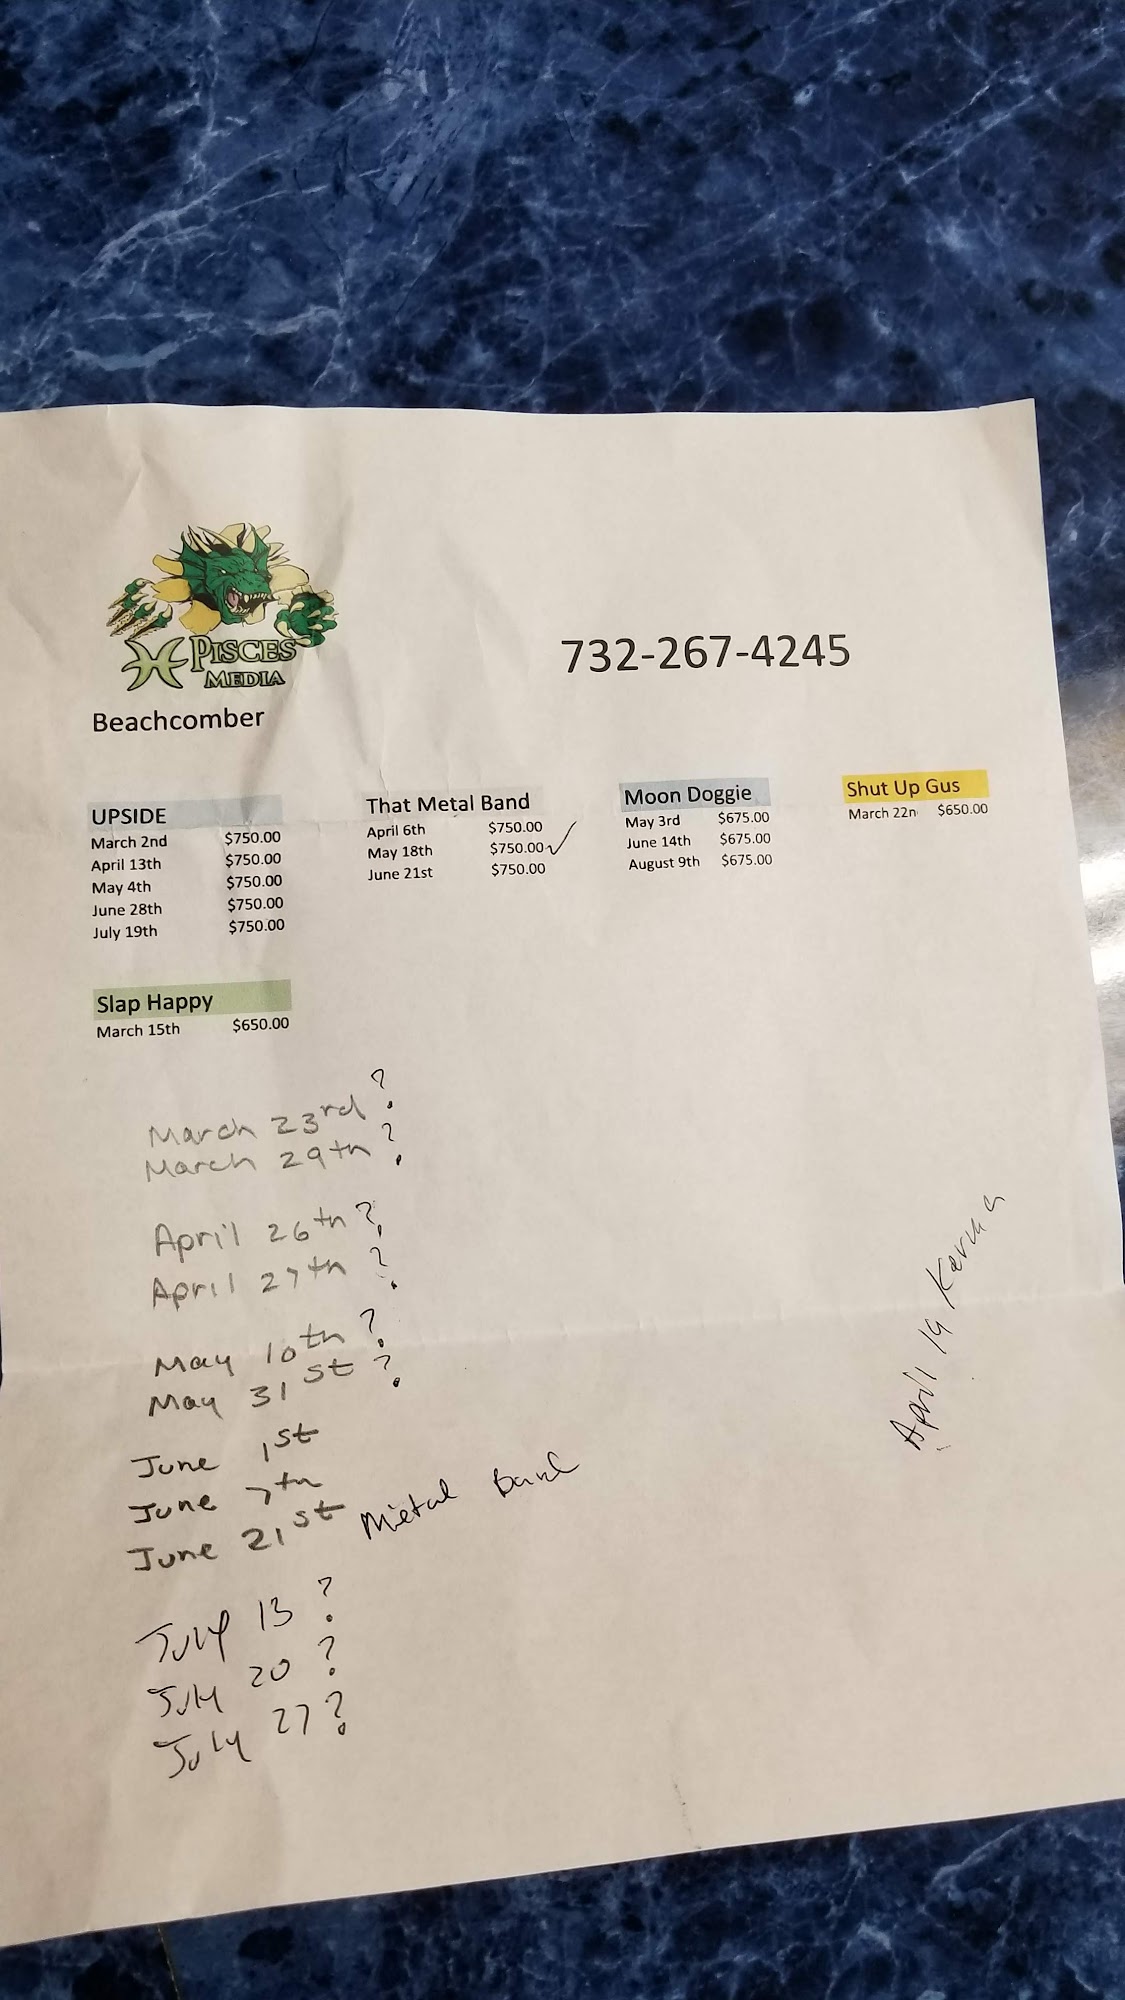 PISCES
MEDIA
732-267-4245
Beachcomber
UPSIDE
March 2nd $750.00
April 13th $750.00
May 4th $750.00
June 28th $750.00
July 19th $750.00
That Metal Band
April 6th $750.00
May 18th $750.00 ✓
June 21st $750.00
Moon Doggie
May 3rd $675.00
June 14th $675.00
August 9th $675.00
Shut Up Gus
March 22n $650.00
Slap Happy
March 15th $650.00
March 23rd ?
March 29th ?
April 26th ?
April 27th ?
May 10th ?
May 31st ?
June 1st
June 7th
June 21st Metal Band
July 13 ?
July 20 ?
July 27 ?
April 19